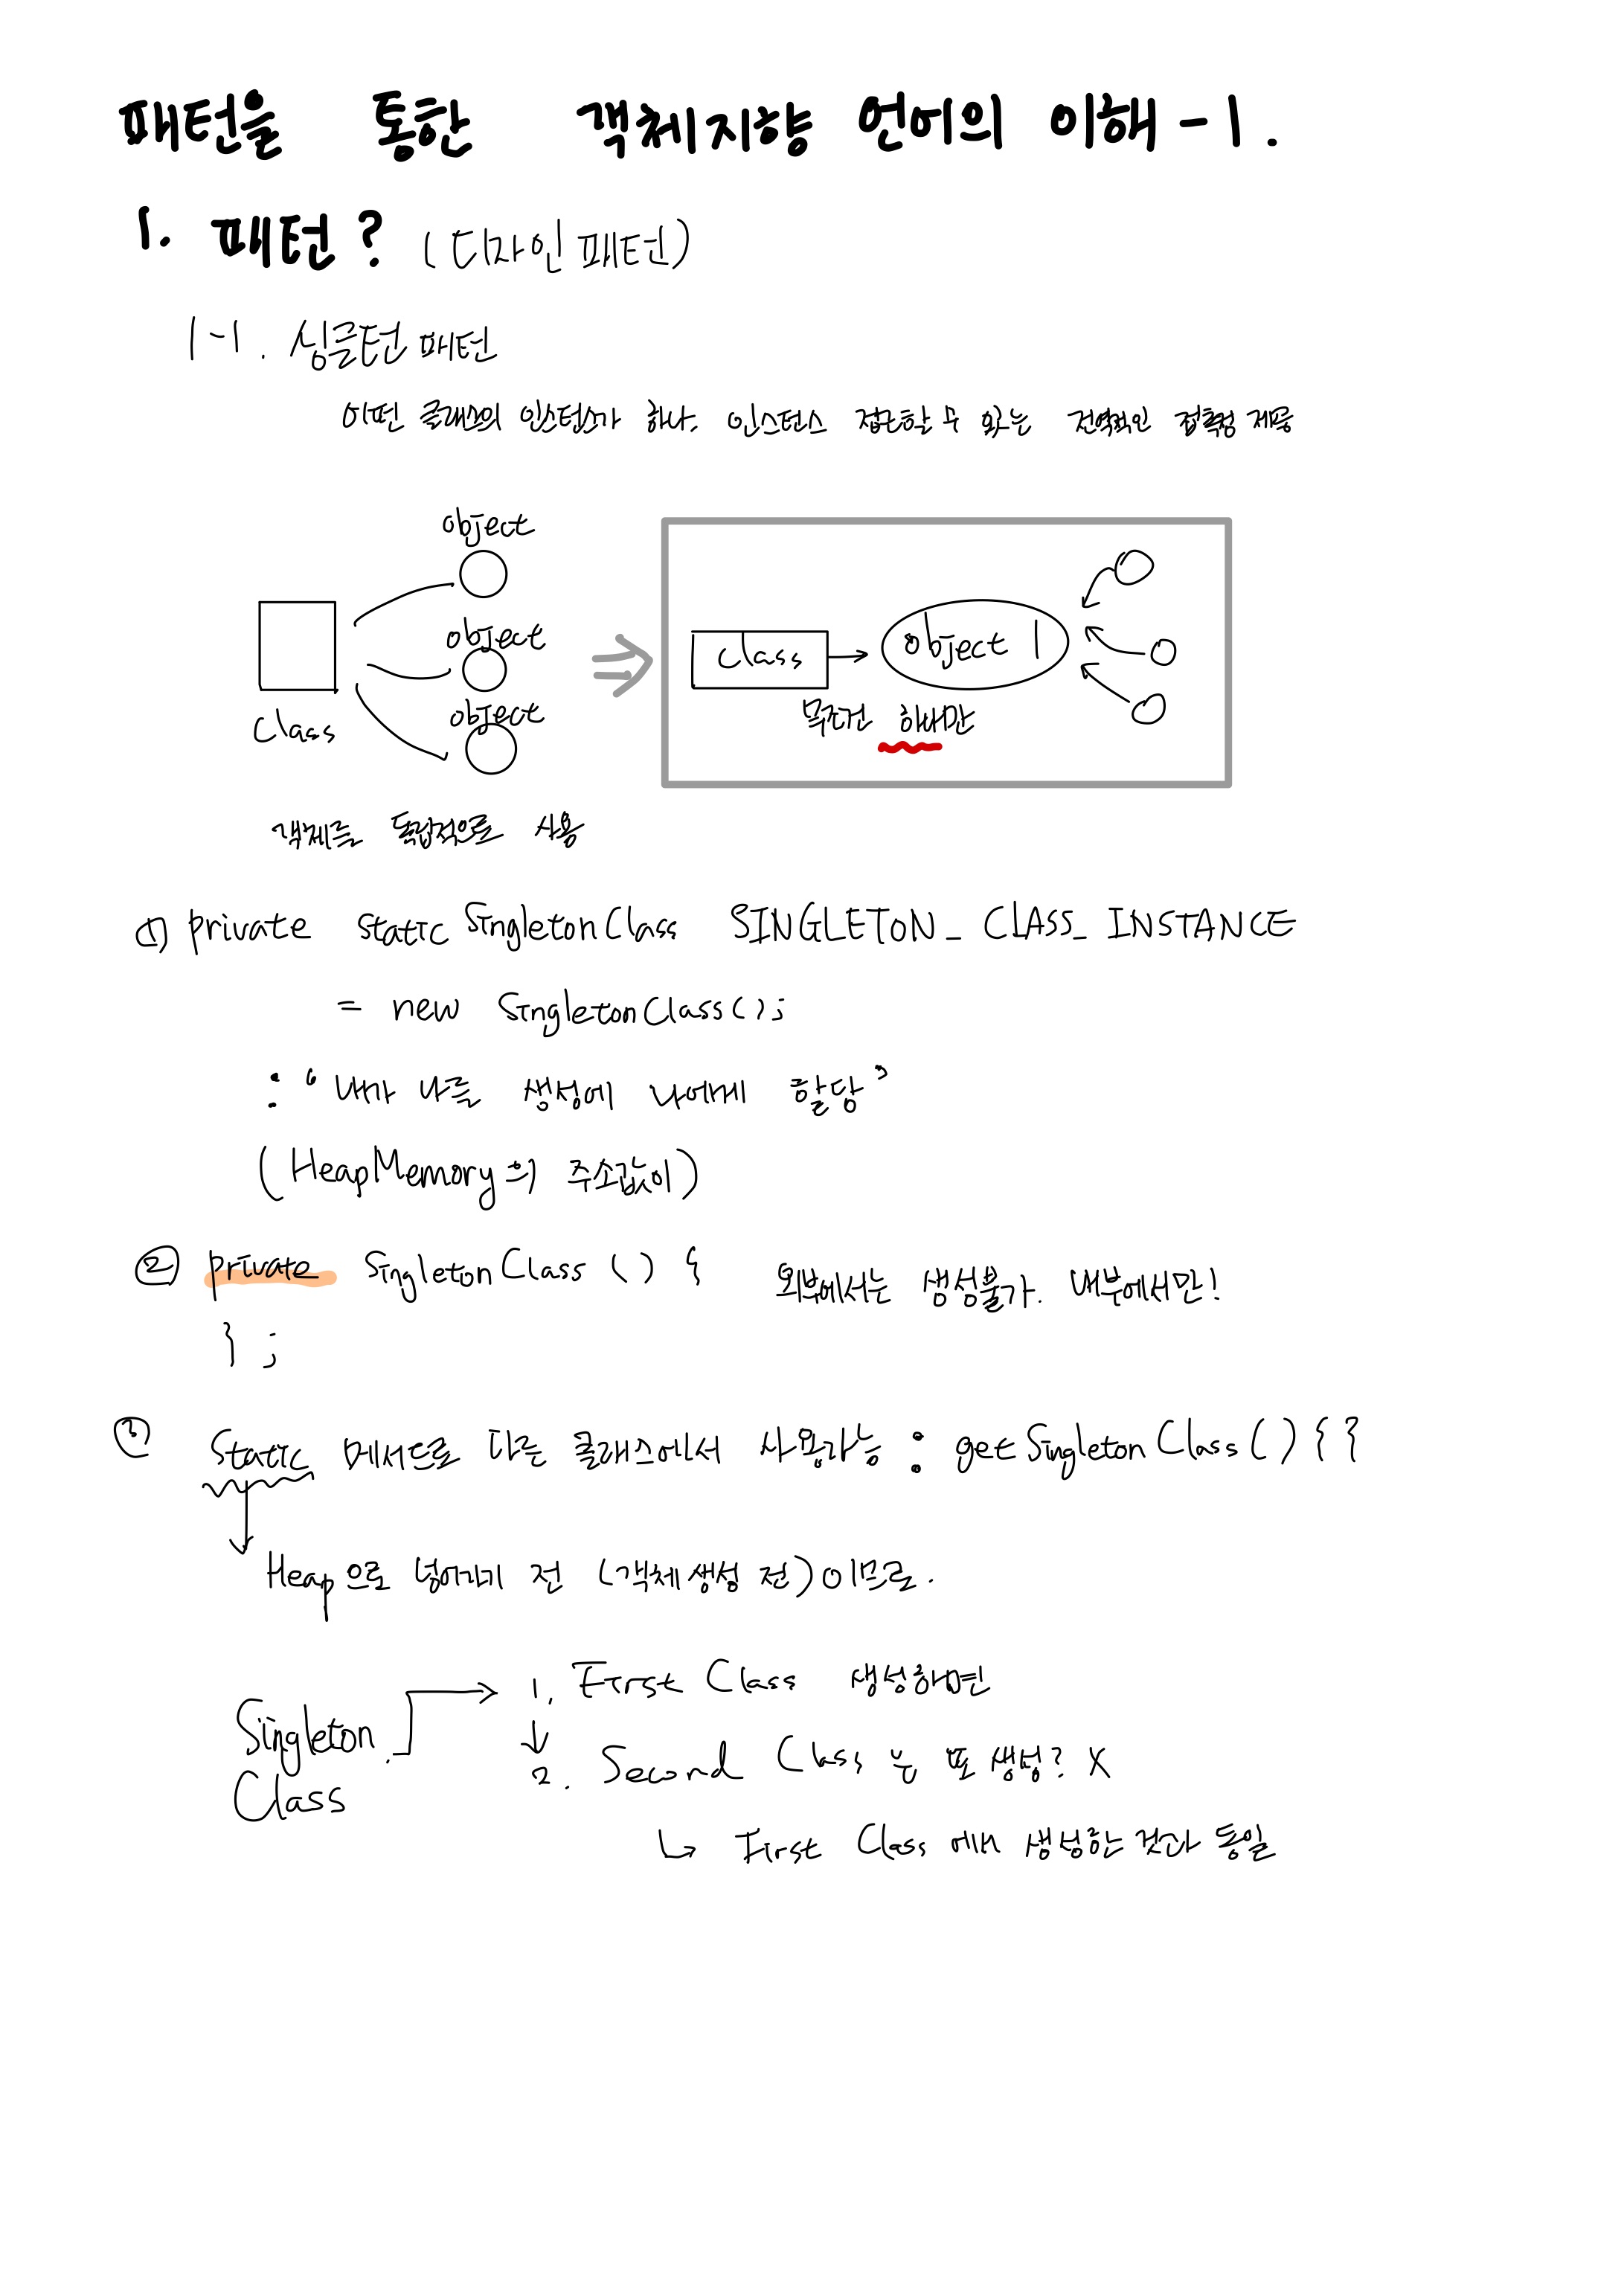 패턴을 통한 객체지향 언어의 이해 - 1.
1. 패턴? (디자인 패턴)
1-1. 싱글턴 패턴
어떤 클래스의 인스턴스가 하나. 인스턴스 접근할 수 있는 전역적인 접촉점 제공
object
object
object
class
객체를 독립적으로 사용
class
object 1
무조건 하나만
① private static SingletonClass SINGLETON_CLASS_INSTANCE
= new SingletonClass();
: "내가 나를 생성해 나에게 할당"
(HeapMemory의 주소값이)
② private SingletonClass () {
외부에서는 생성불가. 내부에서만!
} ;
③ static 메서드로 다른 클래스에서 사용가능 : getSingletonClass() { }
Heap으로 넘어가기 전 (객체생성 전)이므로.
Singleton
Class
1. First Class 생성하면
2. Second Class 는 또 생성? X
First Class 에서 생성한 것과 동일